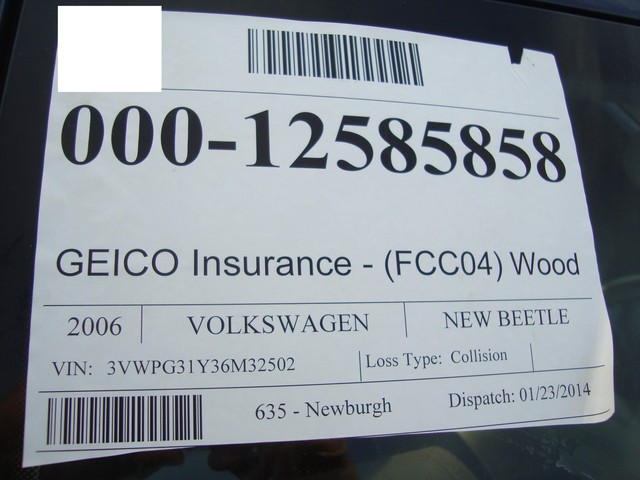 000-12585858
GEICO Insurance - (FCC04) Wood
2006 VOLKSWAGEN NEW BEETLE
VIN: 3VWPG31Y36M32502 Loss Type: Collision
635 - Newburgh Dispatch: 01/23/2014